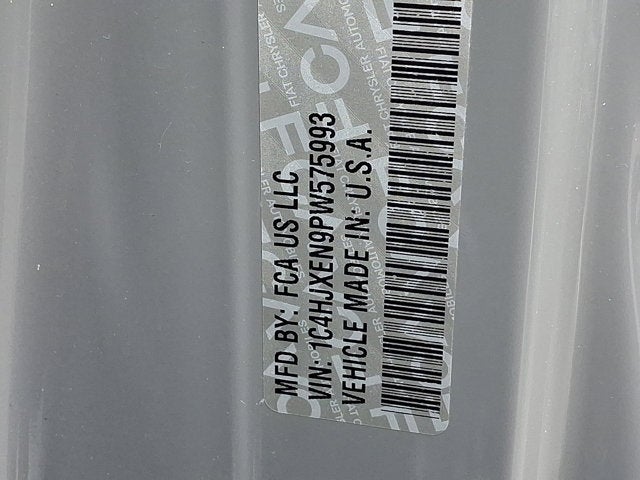 MFD BY: FCA US LLC
VIN: 1C4HJXEN9PW575993
VEHICLE MADE IN: U.S.A.